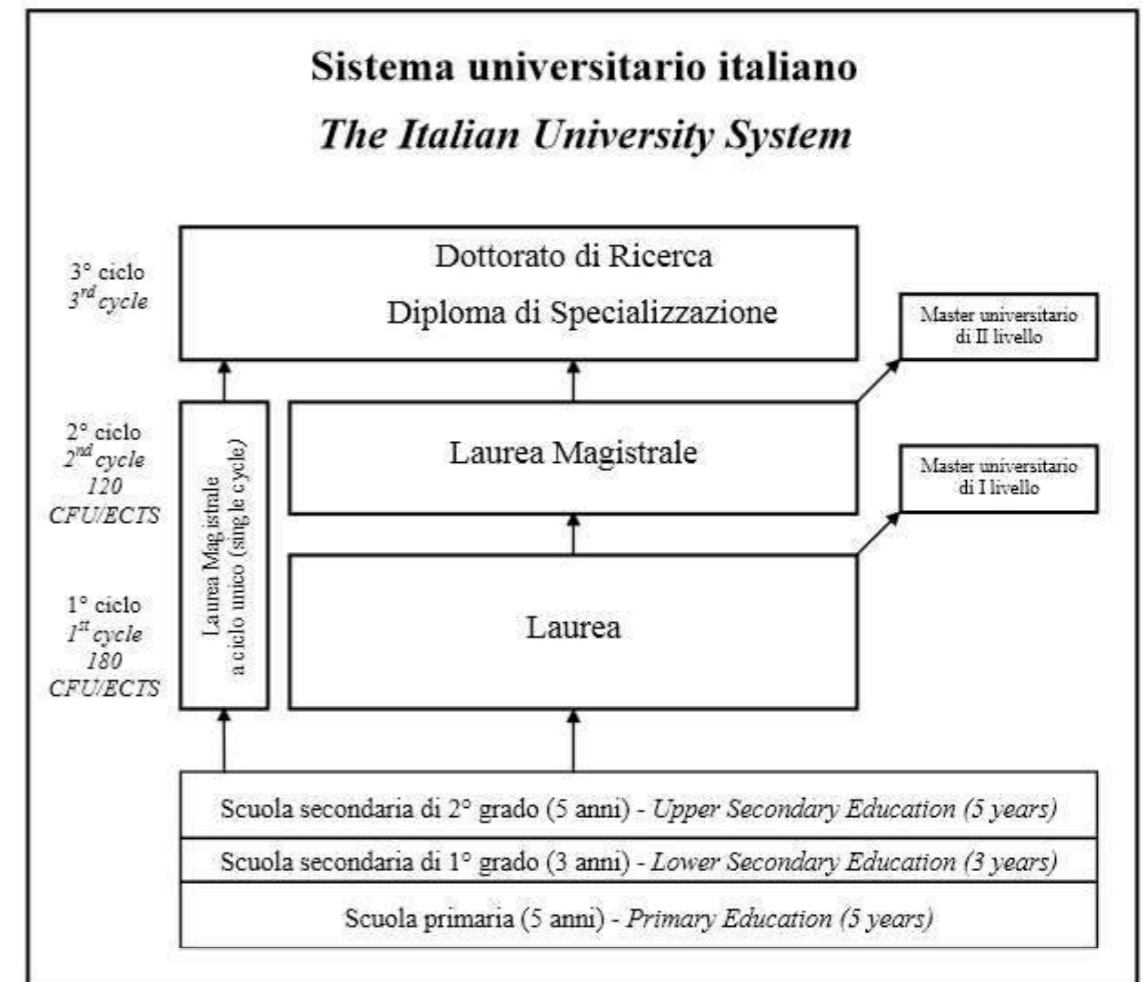 Sistema universitario italiano
The Italian University System
3° ciclo
3rd cycle
Dottorato di Ricerca
Diploma di Specializzazione
Master universitario
di II livello
2° ciclo
2nd cycle
120
CFU/ECTS
Laurea Magistrale
a ciclo unico (single cycle)
Laurea Magistrale
Master universitario
di I livello
1° ciclo
1st cycle
180
CFU/ECTS
Laurea
Scuola secondaria di 2° grado (5 anni) - Upper Secondary Education (5 years)
Scuola secondaria di 1° grado (3 anni) - Lower Secondary Education (3 years)
Scuola primaria (5 anni) - Primary Education (5 years)